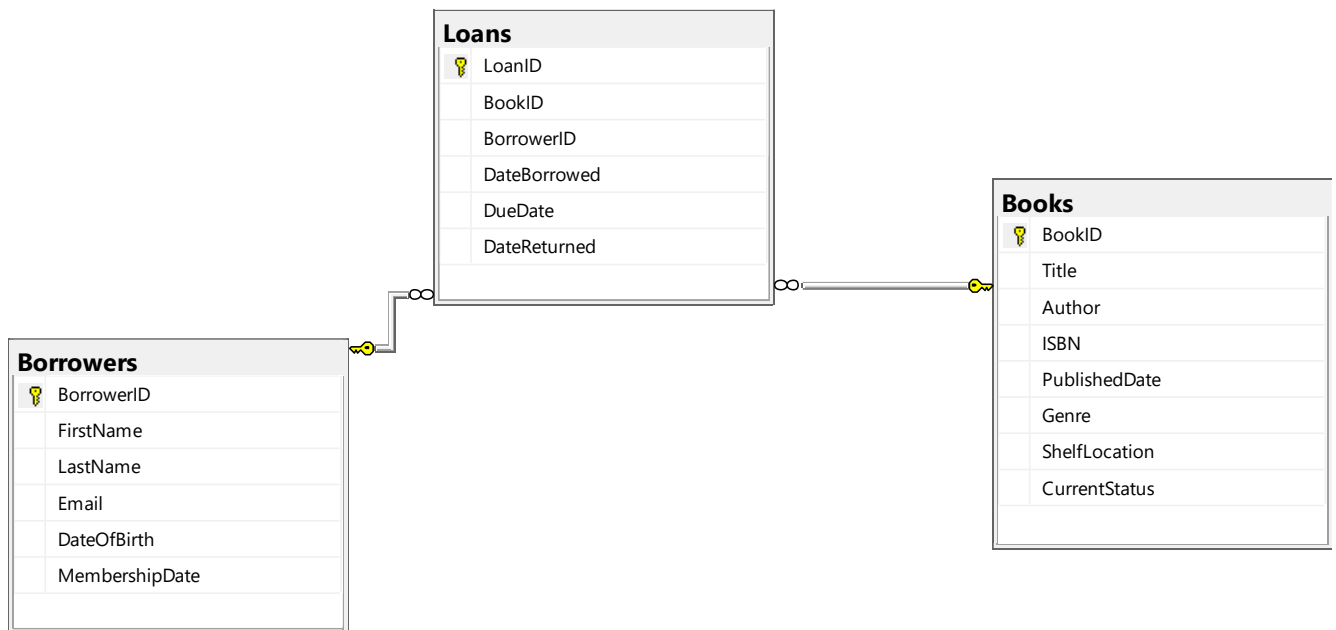 Loans
LoanID
BookID
BorrowerID
DateBorrowed
DueDate
DateReturned
Books
BookID
Title
Author
ISBN
PublishedDate
Genre
ShelfLocation
CurrentStatus
Borrowers
BorrowerID
FirstName
LastName
Email
DateOfBirth
MembershipDate